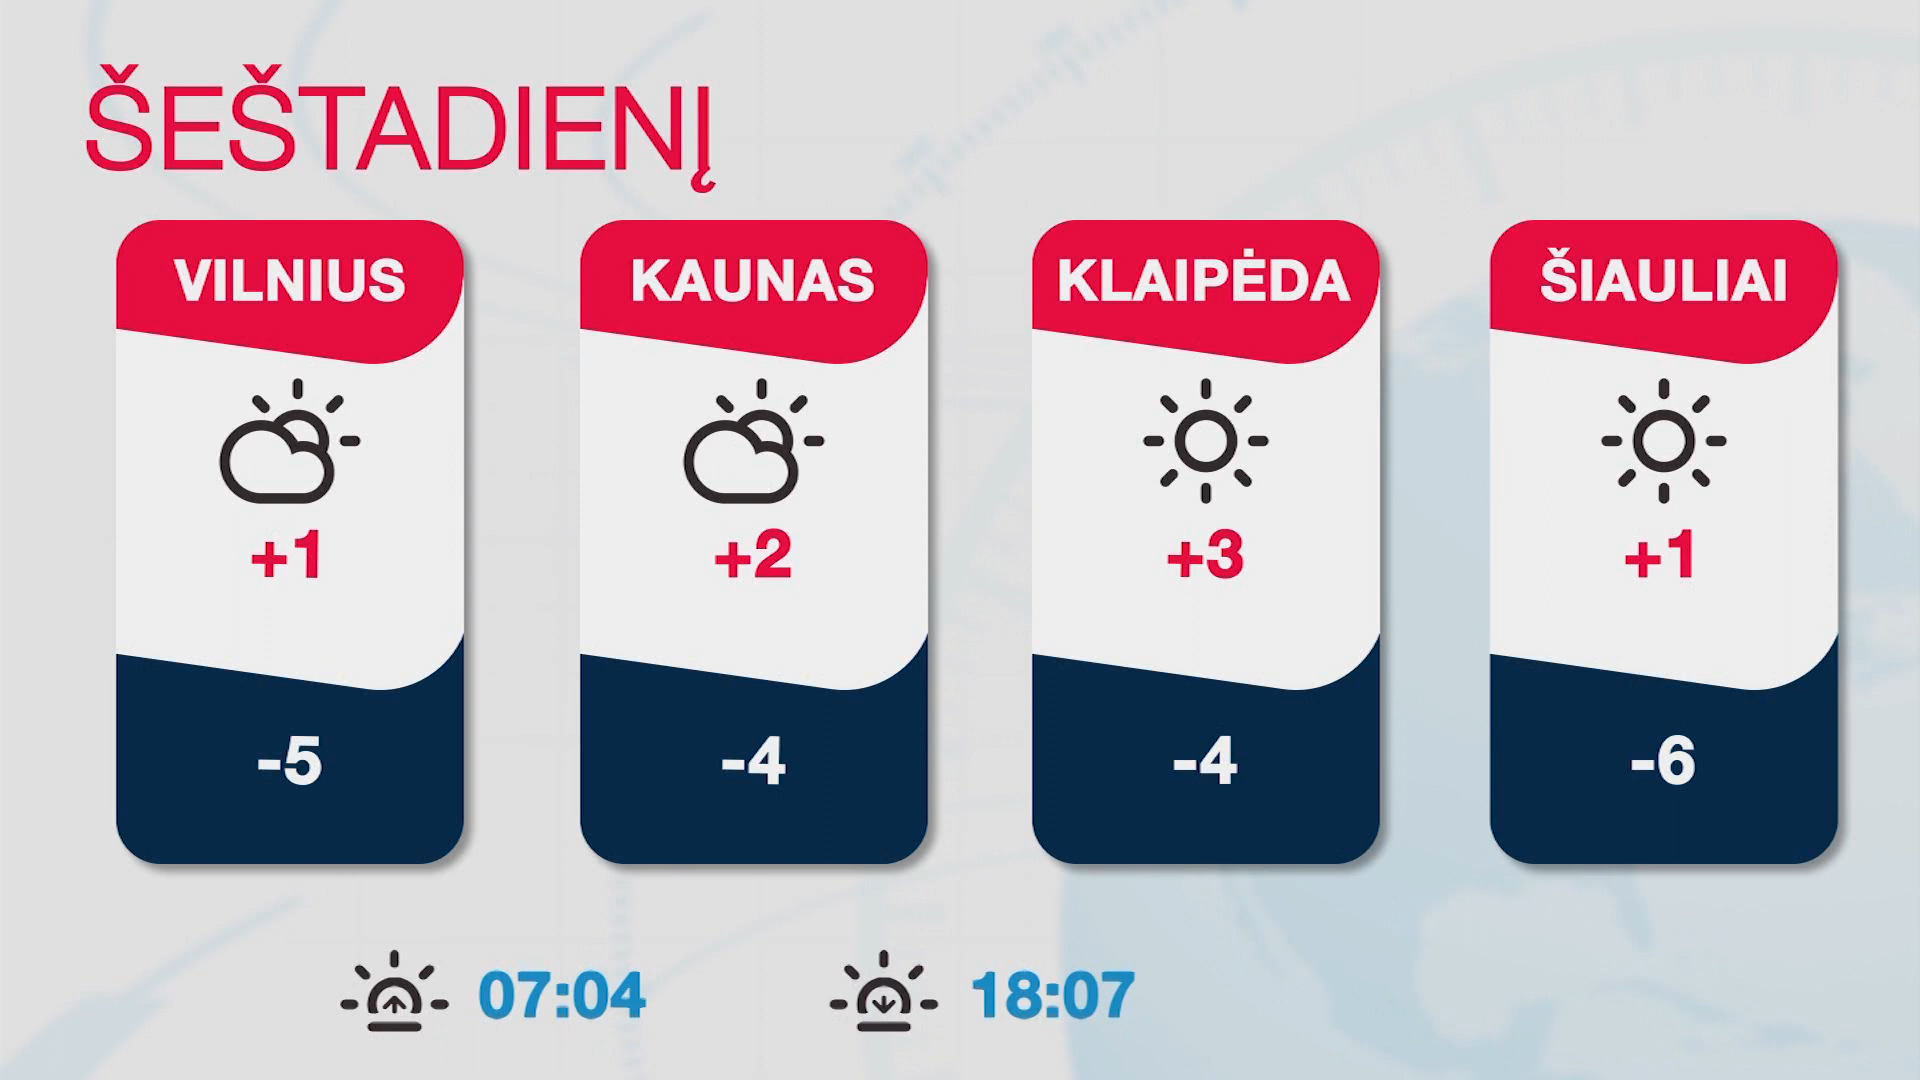 ŠEŠTADIENĮ
VILNIUS
KAUNAS
KLAIPĖDA
ŠIAULIAI
+1
+2
+3
+1
-5
-4
-4
-6
07:04
18:07